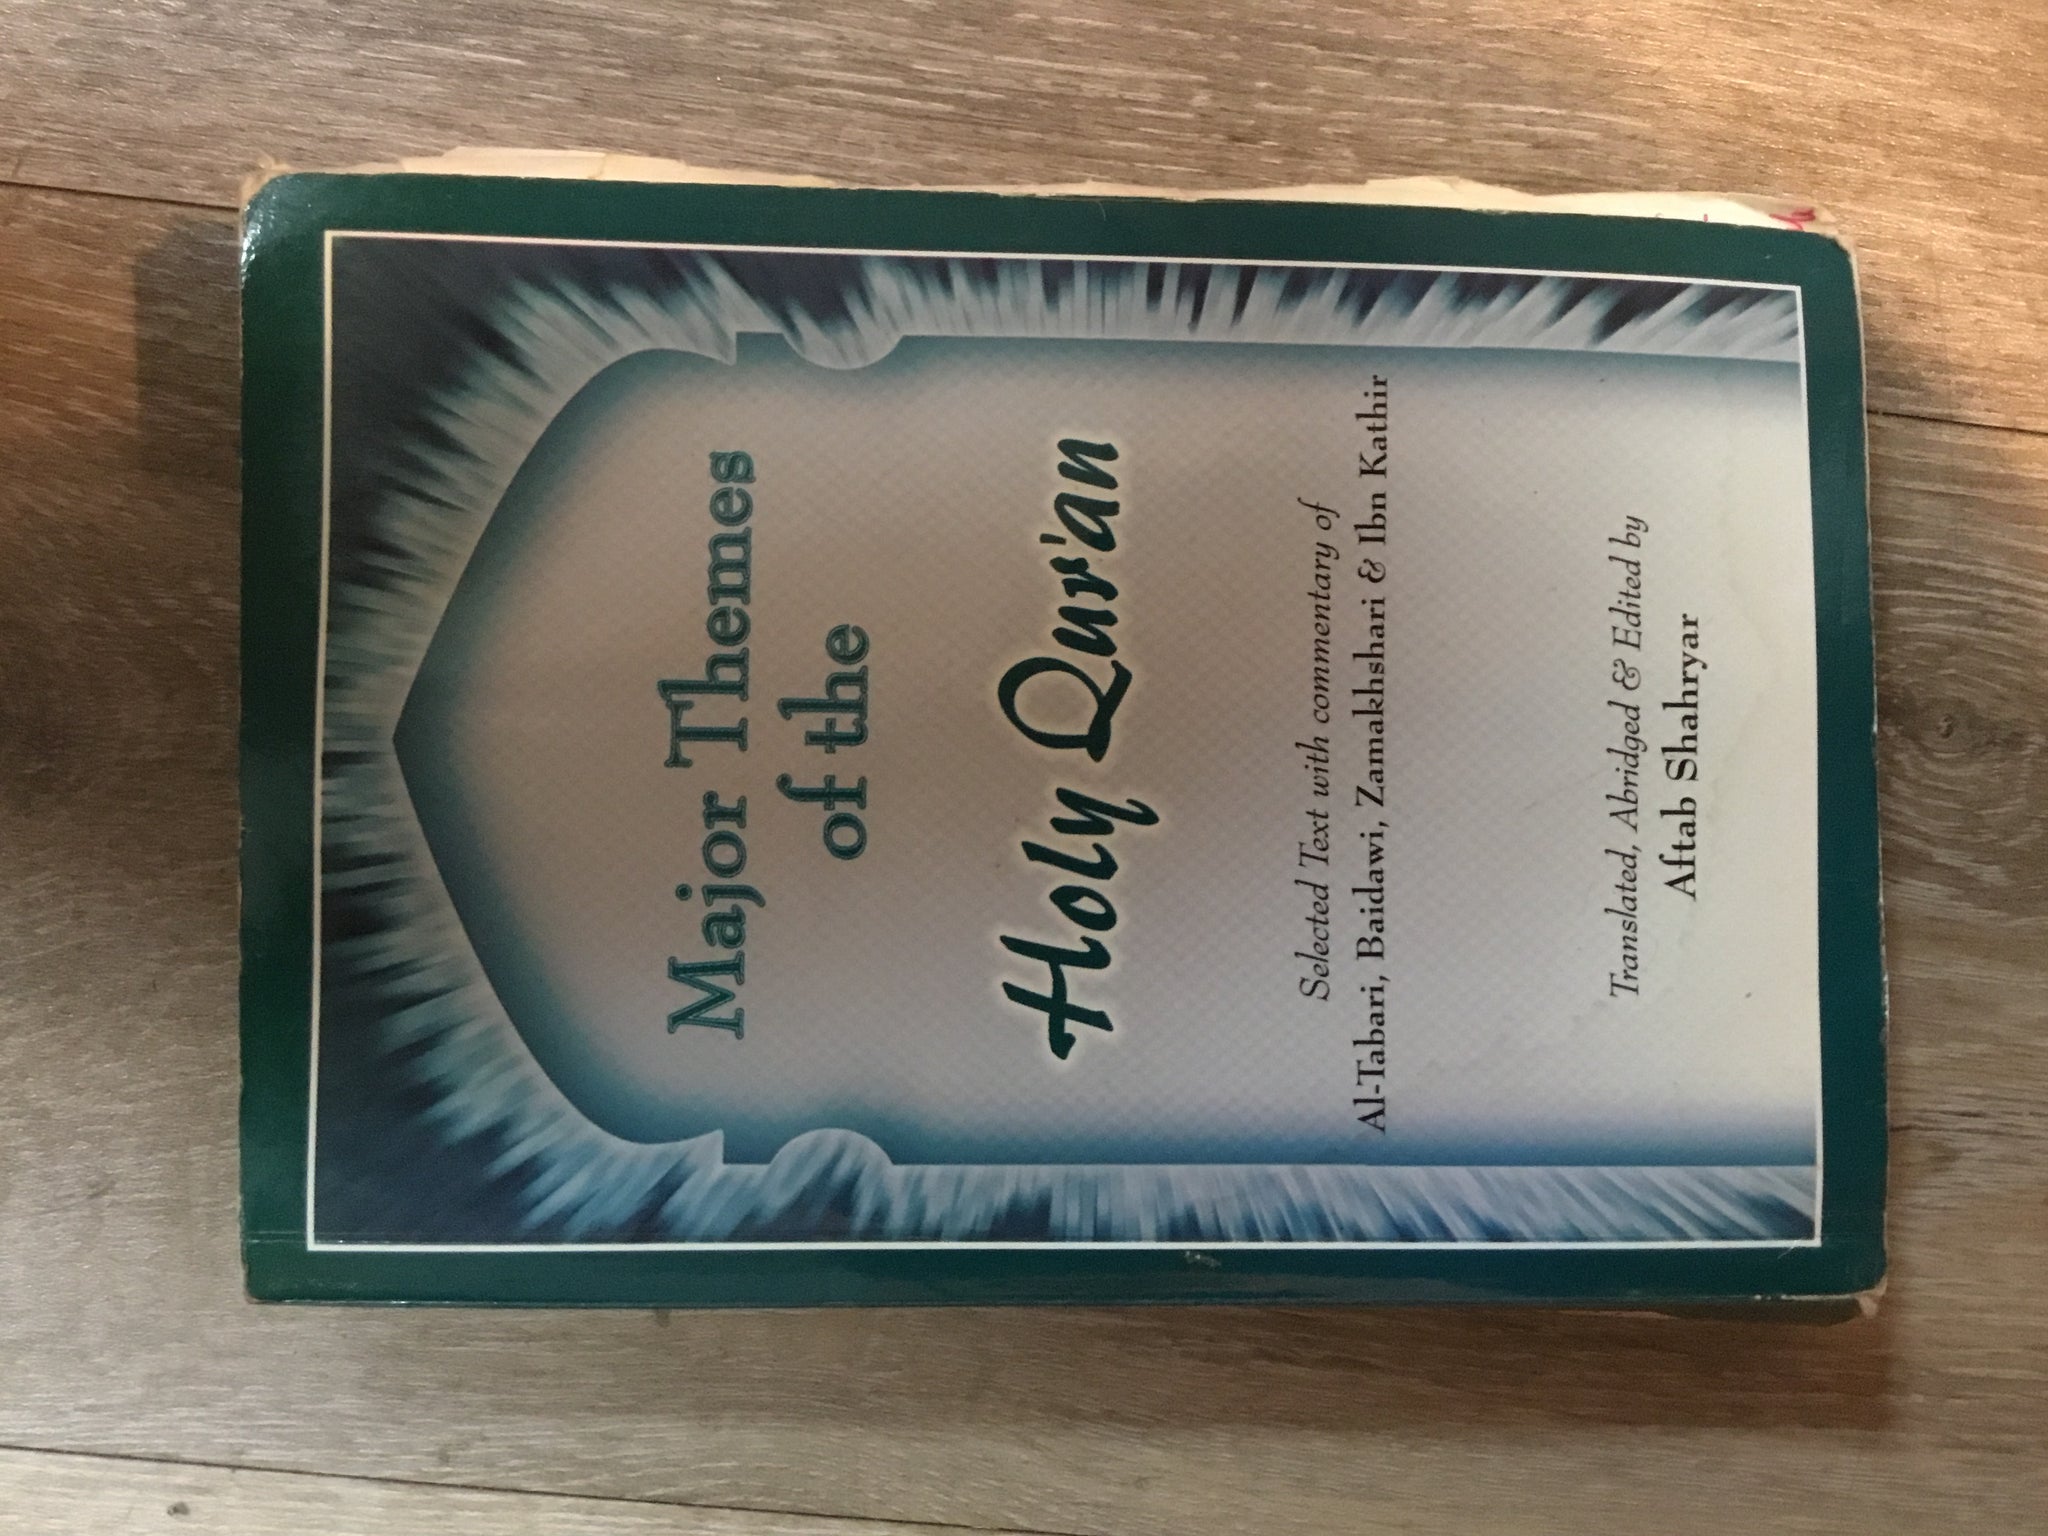 Major Themes
of the
Holy Qur'an
Selected Text with commentary of
Al-Tabari, Baidawi, Zamakhshari & Ibn Kathir
Translated, Abridged & Edited by
Aftab Shahryar